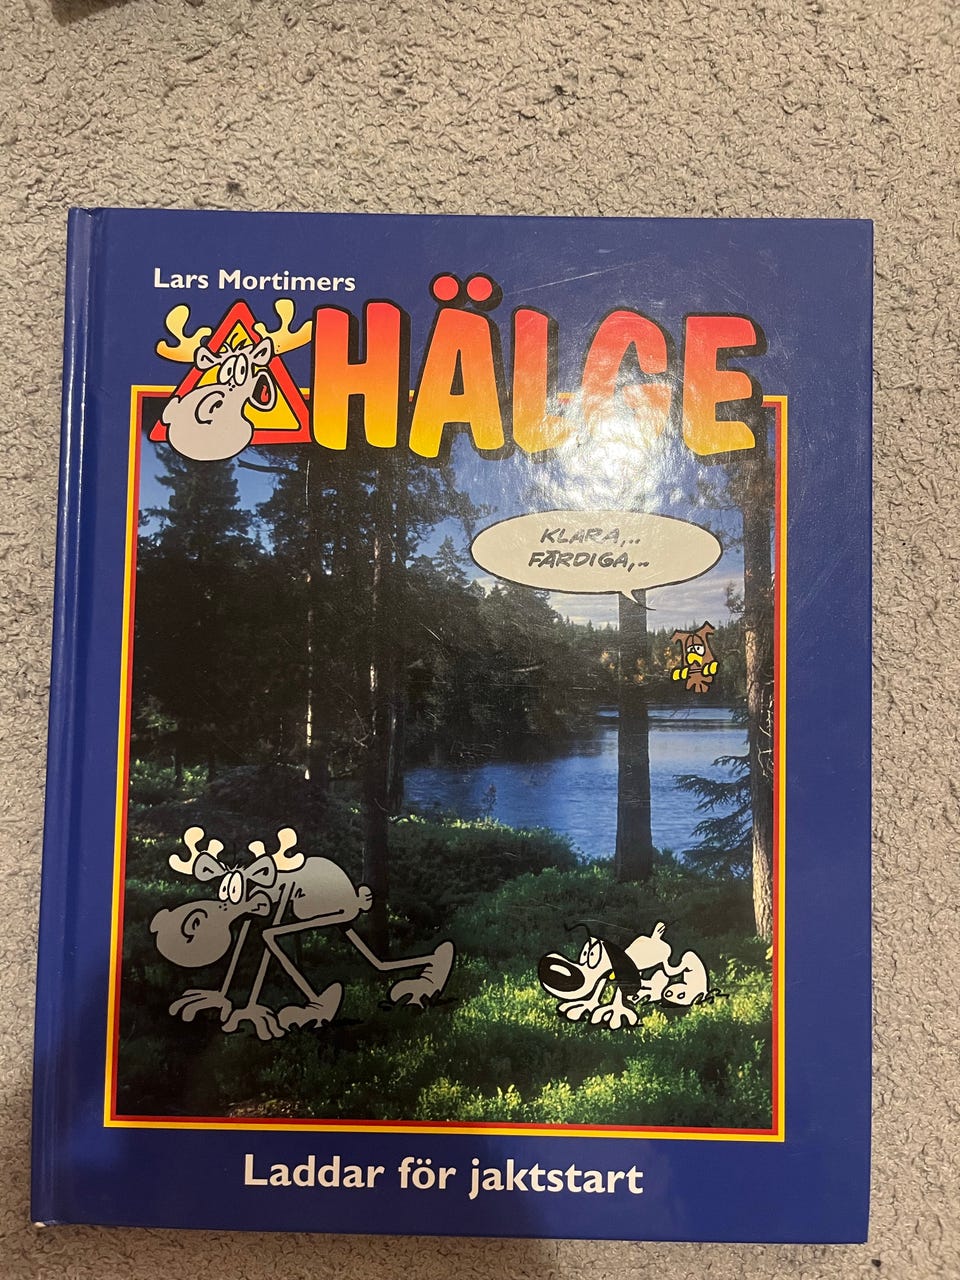 Lars Mortimers
HÄLGE
KLARA,..
FÄRDIGA,..
Laddar för jaktstart